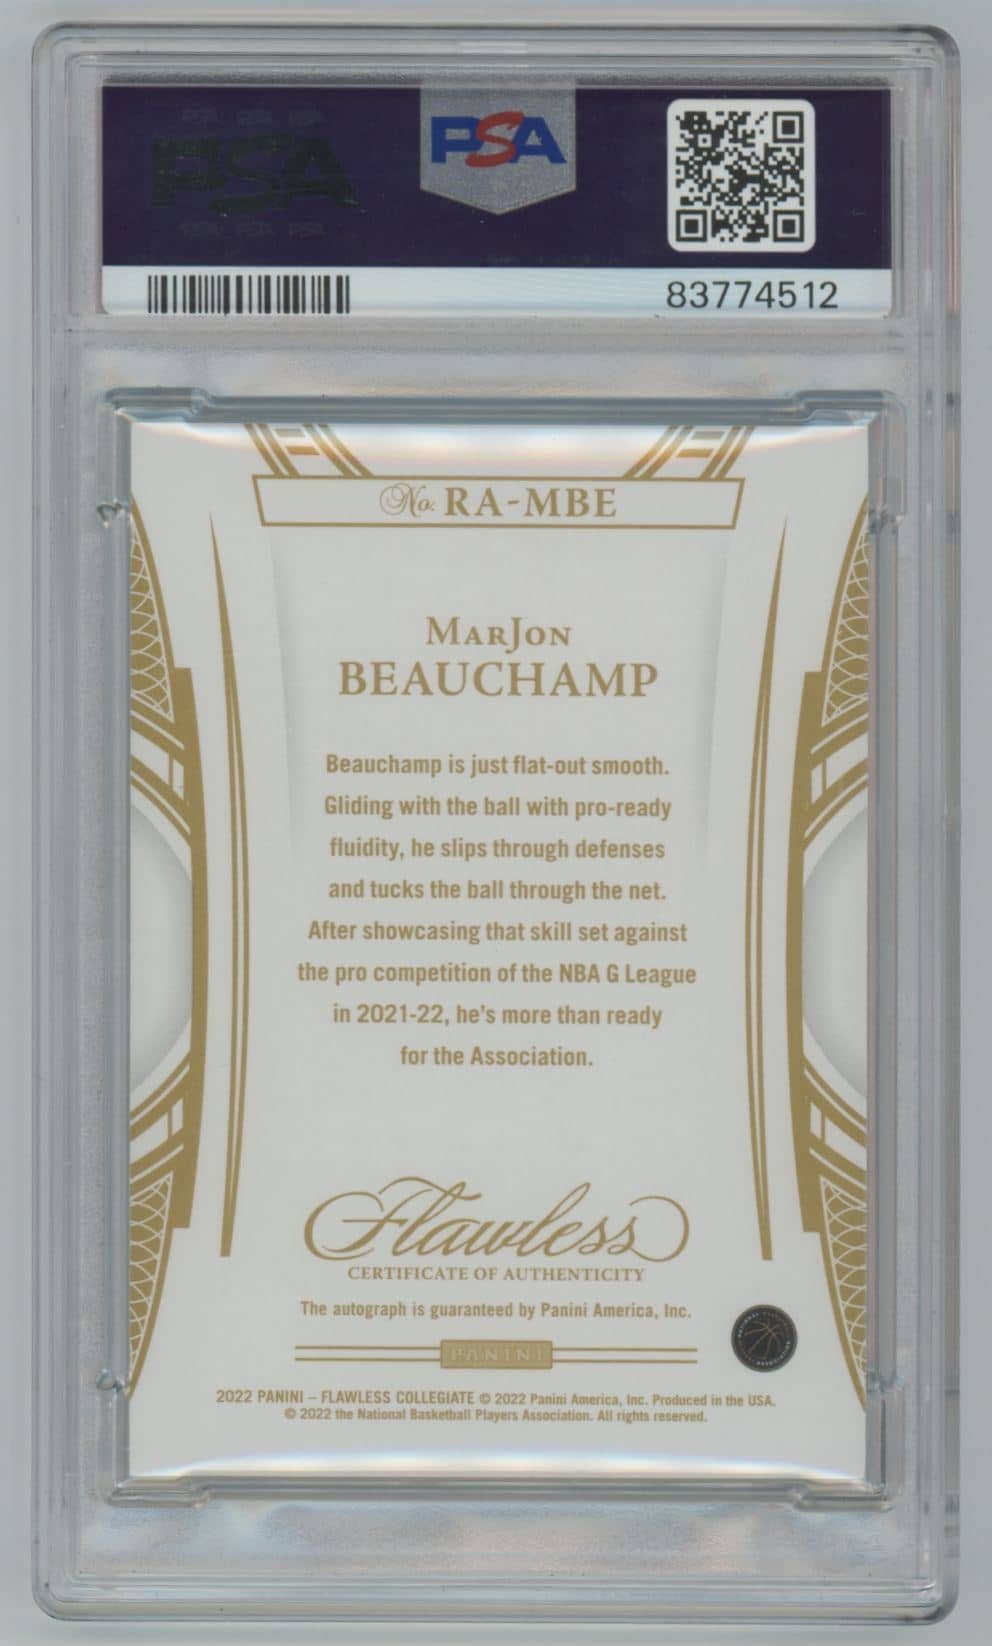 PSA
PSA
83774512
No. RA-MBE
MarJon
BEAUCHAMP
Beauchamp is just flat-out smooth.
Gliding with the ball with pro-ready
fluidity, he slips through defenses
and tucks the ball through the net.
After showcasing that skill set against
the pro competition of the NBA G League
in 2021-22, he's more than ready
for the Association.
Flawless
CERTIFICATE OF AUTHENTICITY
The autograph is guaranteed by Panini America, Inc.
PANINI
2022 PANINI – FLAWLESS COLLEGIATE © 2022 Panini America, Inc. Produced in the USA.
© 2022 the National Basketball Players Association. All rights reserved.